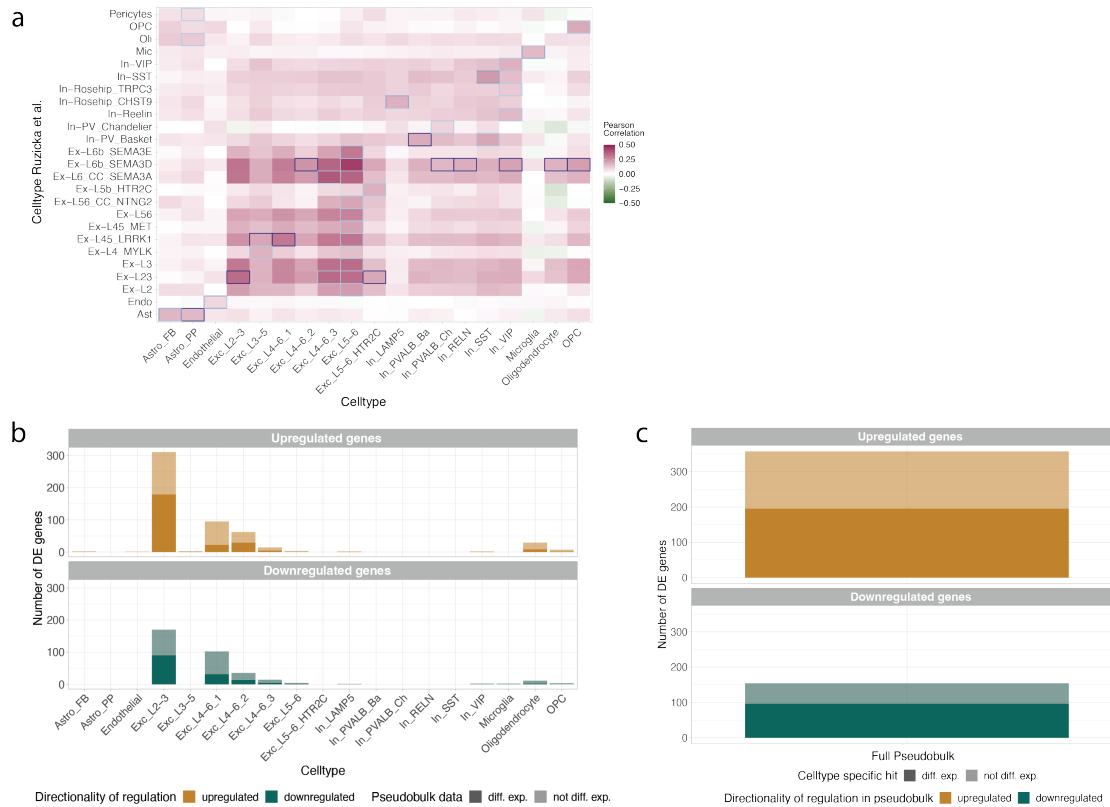 a
Celltype Ruzicka et al.
Pericytes
OPC
Oli
Mic
In-VIP
In-SST
In-Rosehip_TRPC3
In-Rosehip_CHST9
In-Reelin
In-PV_Chandelier
In-PV_Basket
Ex-L6b_SEMA3E
Ex-L6b_SEMA3D
Ex-L6_CC_SEMA3A
Ex-L5b_HTR2C
Ex-L56_CC_NTNG2
Ex-L56
Ex-L45_MET
Ex-L45_LRRK1
Ex-L4_MYLK
Ex-L3
Ex-L23
Ex-L2
Endo
Ast
Astro_FB
Astro_PP
Endothelial
Exc_L2-3
Exc_L3-5
Exc_L4-6_1
Exc_L4-6_2
Exc_L4-6_3
Exc_L5-6
Exc_L5-6_HTR2C
In_LAMP5
In_PVALB_Ba
In_PVALB_Ch
In_RELN
In_SST
In_VIP
Microglia
Oligodendrocyte
OPC
Celltype
Pearson
Correlation
0.50
0.25
0.00
−0.25
−0.50
b
Number of DE genes
Upregulated genes
300
200
100
0
Downregulated genes
300
200
100
0
Astro_FB
Astro_PP
Endothelial
Exc_L2-3
Exc_L3-5
Exc_L4-6_1
Exc_L4-6_2
Exc_L4-6_3
Exc_L5-6
Exc_L5-6_HTR2C
In_LAMP5
In_PVALB_Ba
In_PVALB_Ch
In_RELN
In_SST
In_VIP
Microglia
Oligodendrocyte
OPC
Celltype
Directionality of regulation upregulated downregulated Pseudobulk data diff. exp. not diff. exp.
c
Number of DE genes
Upregulated genes
300
200
100
0
Downregulated genes
300
200
100
0
Full Pseudobulk
Celltype specific hit diff. exp. not diff. exp.
Directionality of regulation in pseudobulk upregulated downregulated